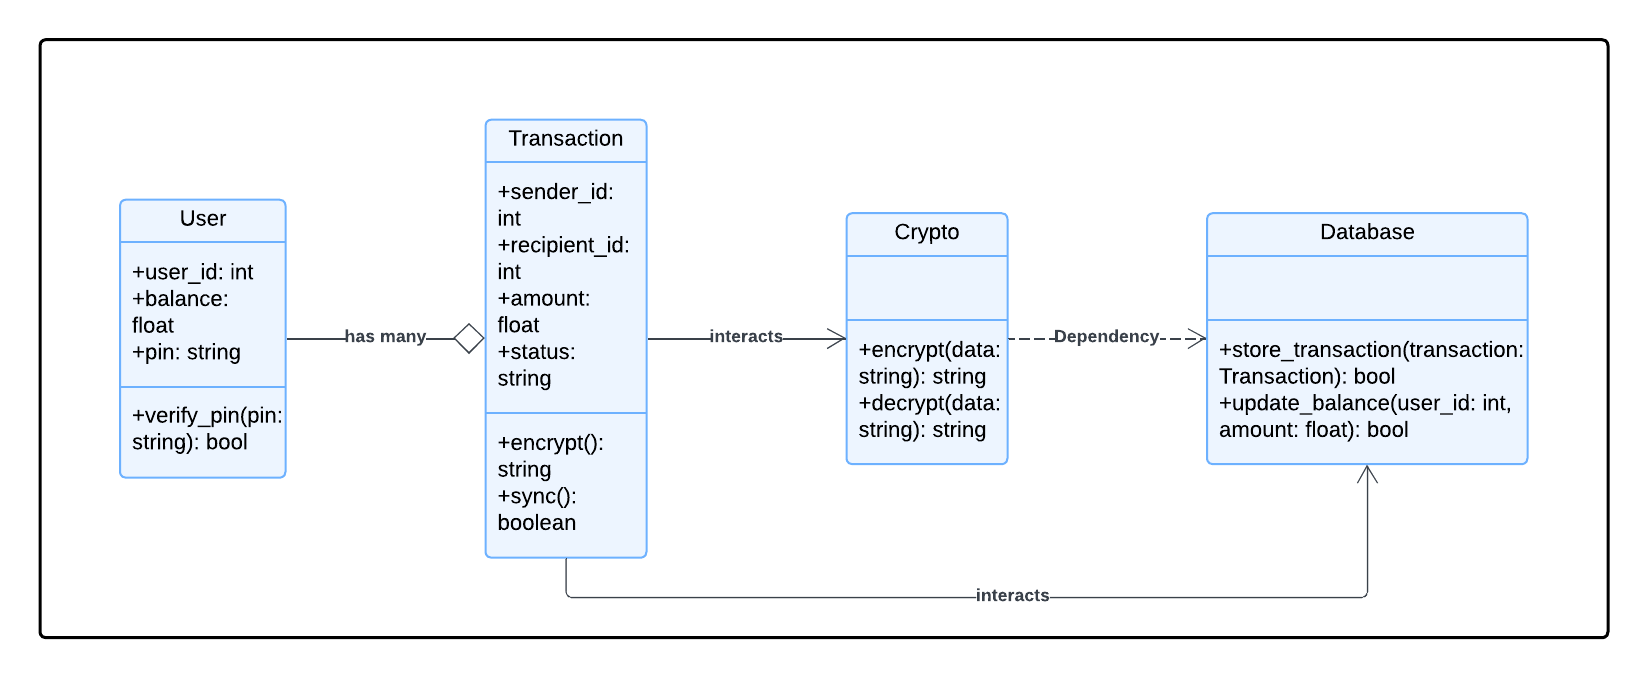 User
+user_id: int
+balance:
float
+pin: string
+verify_pin(pin:
string): bool
has many
Transaction
+sender_id:
int
+recipient_id:
int
+amount:
float
+status:
string
+encrypt():
string
+sync():
boolean
interacts
Crypto
+encrypt(data:
string): string
+decrypt(data:
string): string
Dependency
Database
+store_transaction(transaction:
Transaction): bool
+update_balance(user_id: int,
amount: float): bool
interacts